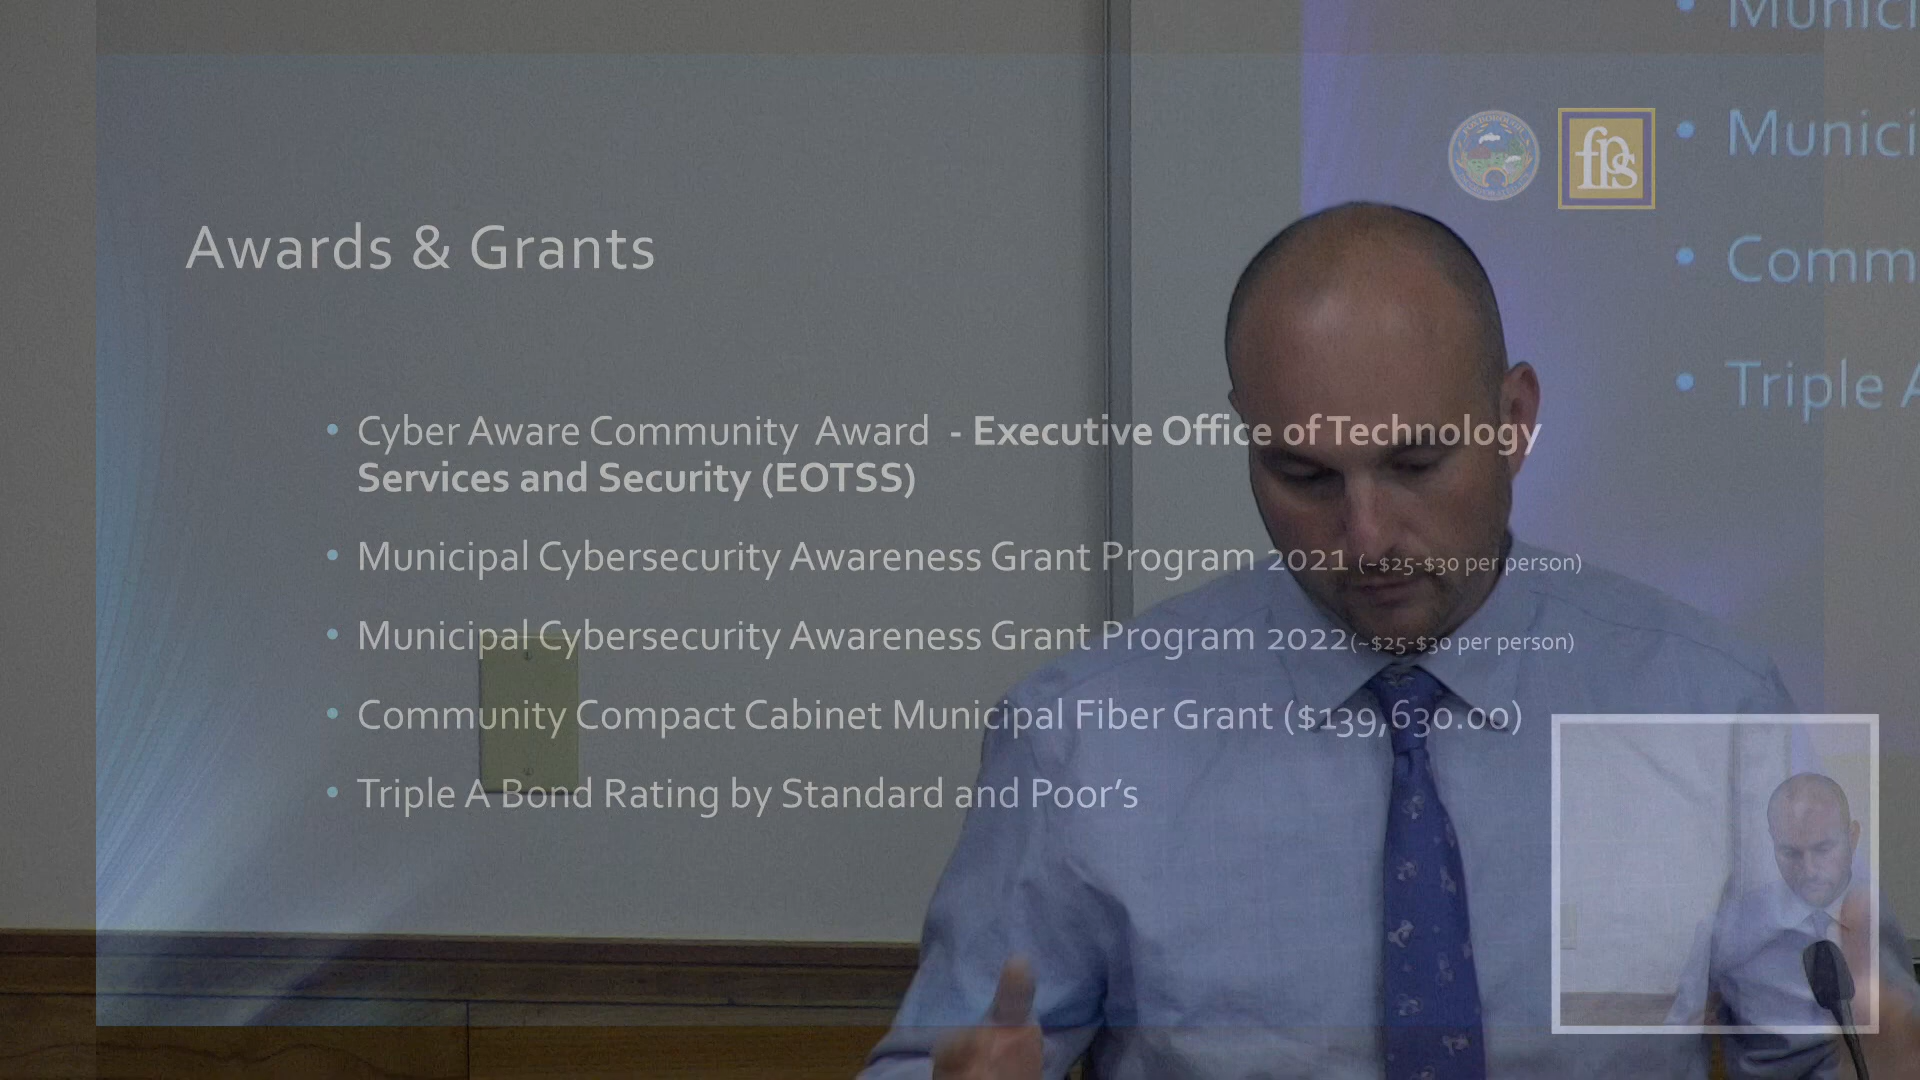 Munici
Munici
fps
Comm
Awards & Grants
Triple A
• Cyber Aware Community Award - Executive Office of Technology
Services and Security (EOTSS)
• Municipal Cybersecurity Awareness Grant Program 2021 (~$25-$30 per person)
• Municipal Cybersecurity Awareness Grant Program 2022(~$25-$30 per person)
• Community Compact Cabinet Municipal Fiber Grant ($139,630.00)
• Triple A Bond Rating by Standard and Poor’s